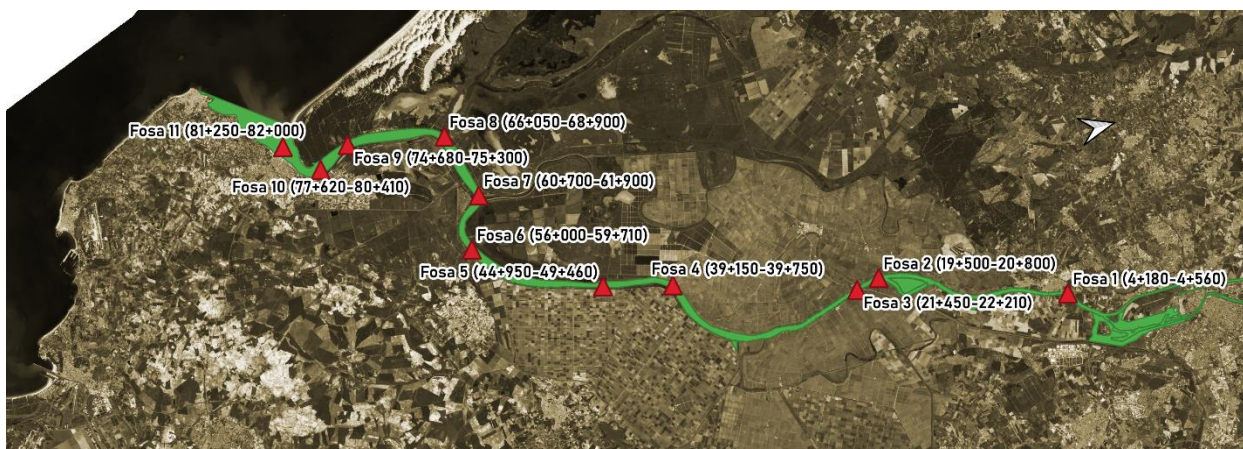 Fosa 11 (81+250-82+000)
Fosa 8 (66+050-68+900)
Fosa 9 (74+680-75+300)
Fosa 10 (77+620-80+410)
Fosa 7 (60+700-61+900)
Fosa 6 (56+000-59+710)
Fosa 5 (44+950-49+460)
Fosa 4 (39+150-39+750)
Fosa 2 (19+500-20+800)
Fosa 3 (21+450-22+210)
Fosa 1 (4+180-4+560)